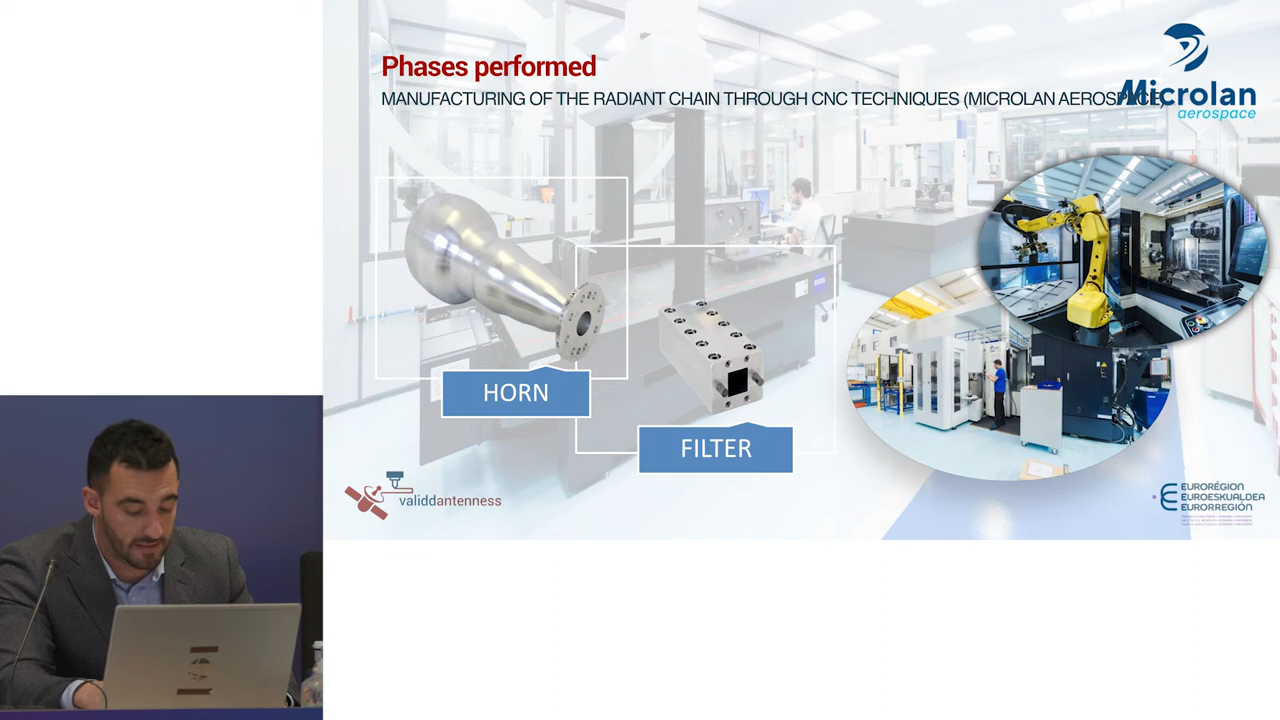 Phases performed
MANUFACTURING OF THE RADIANT CHAIN THROUGH CNC TECHNIQUES (MICROLAN AEROSPACE)
Microlan
aerospace
HORN
FILTER
validdantenness
EURORÉGION
EUROESKUALDEA
EURORREGIÓN